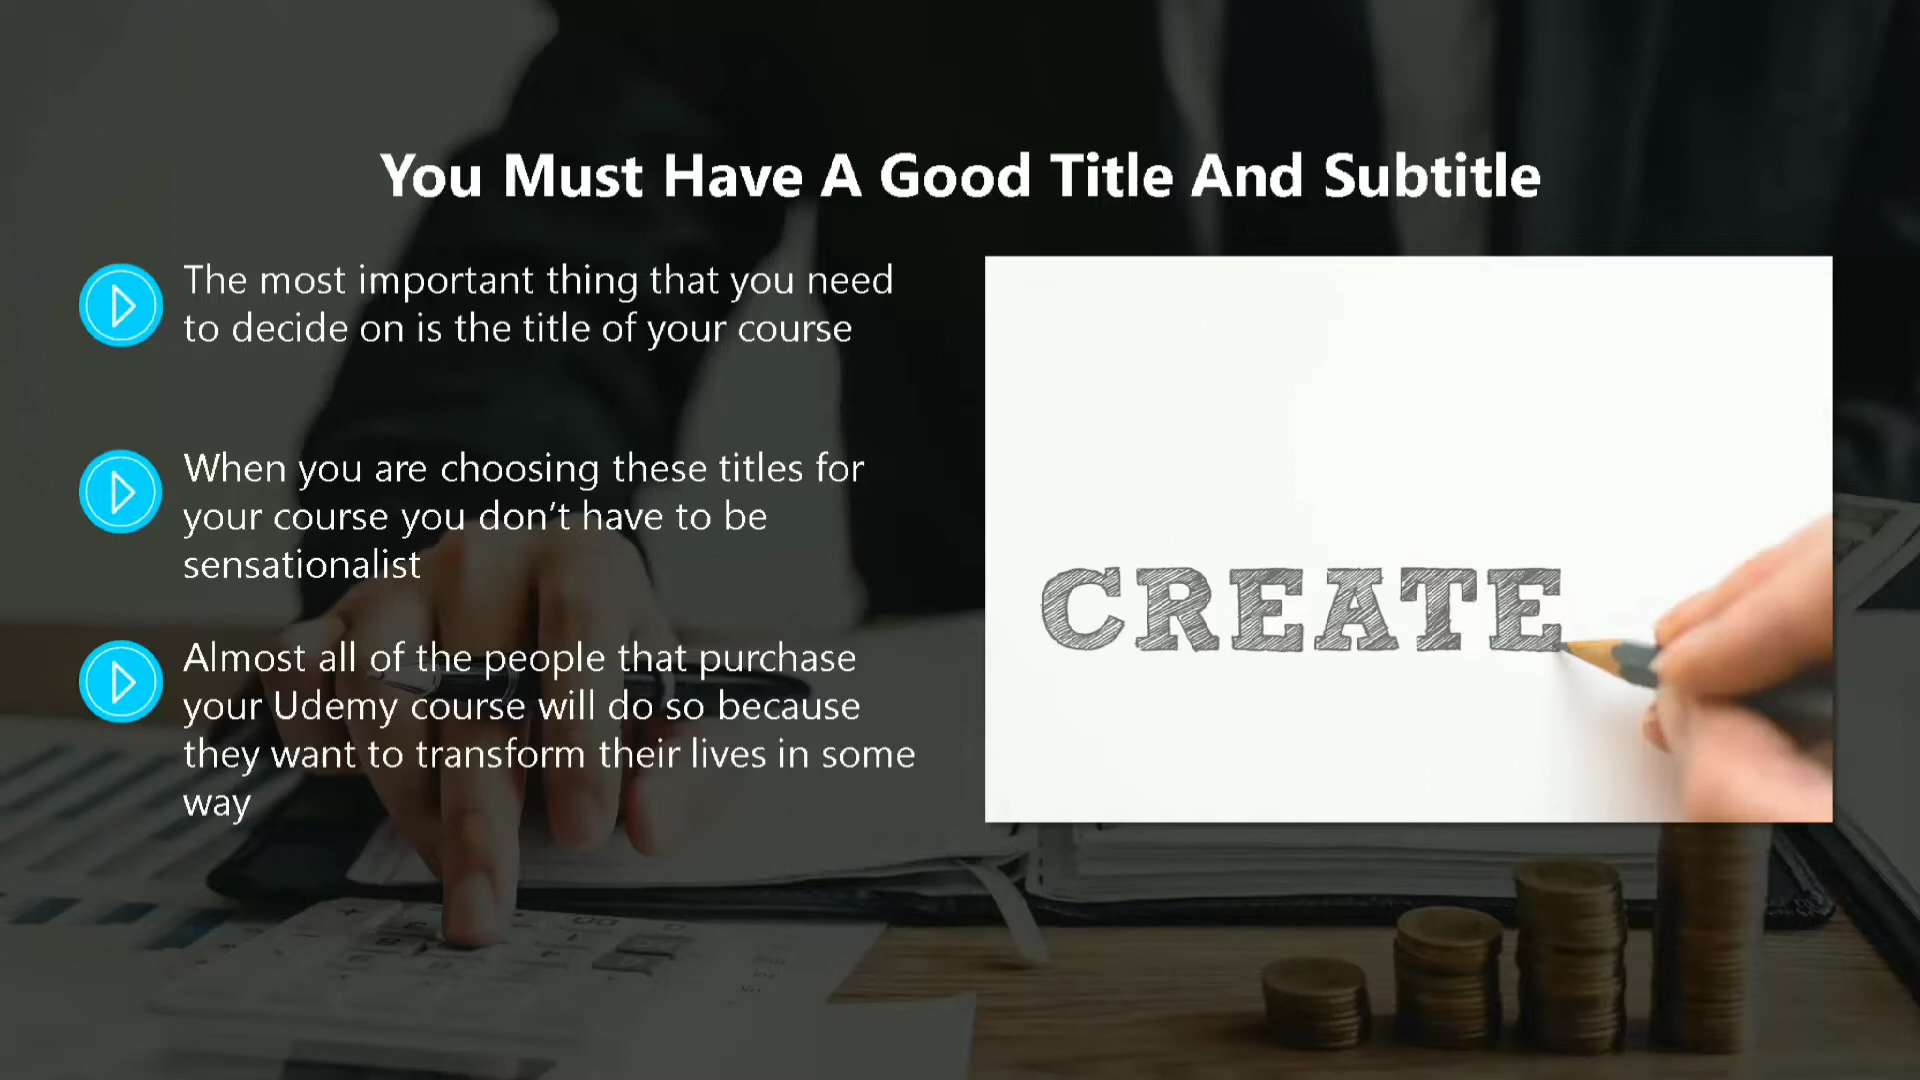 You Must Have A Good Title And Subtitle
The most important thing that you need
to decide on is the title of your course
When you are choosing these titles for
your course you don’t have to be
sensationalist
Almost all of the people that purchase
your Udemy course will do so because
they want to transform their lives in some
way
CREATE